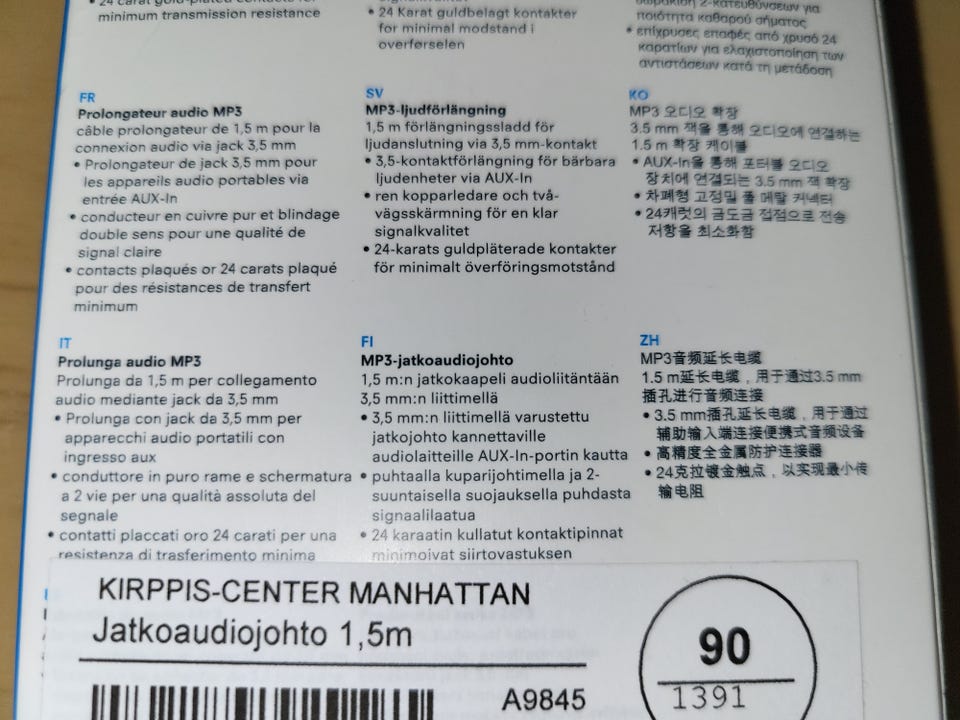 24 carat gold-plated contacts for
minimum transmission resistance
• 24 Karat guldbelagt kontakter
for minimal modstand i
overførselen
θωράκιση 2-κατευθύνσεων για
ποιότητα καθαρού σήματος
• επίχρυσες επαφές από χρυσό 24
καρατίων για ελαχιστοποίηση των
αντιστάσεων κατά τη μετάδοση
FR
Prolongateur audio MP3
câble prolongateur de 1,5 m pour la
connexion audio via jack 3,5 mm
• Prolongateur de jack 3,5 mm pour
les appareils audio portables via
entrée AUX-In
• conducteur en cuivre pur et blindage
double sens pour une qualité de
signal claire
• contacts plaqués or 24 carats plaqué
pour des résistances de transfert
minimum
SV
MP3-ljudförlängning
1,5 m förlängningssladd för
ljudanslutning via 3,5 mm-kontakt
• 3,5-kontaktförlängning för bärbara
ljudenheter via AUX-In
• ren kopparledare och två-
vägsskärmning för en klar
signalkvalitet
• 24-karats guldpläterade kontakter
för minimalt överföringsmotstånd
KO
MP3 오디오 확장
3.5 mm 잭을 통해 오디오에 연결하는
1.5 m 확장 케이블
• AUX-In을 통해 포터블 오디오
장치에 연결되는 3.5 mm 잭 확장
• 차폐형 고정밀 풀 메탈 커넥터
• 24캐럿의 금도금 접점으로 전송
저항을 최소화함
IT
Prolunga audio MP3
Prolunga da 1,5 m per collegamento
audio mediante jack da 3,5 mm
• Prolunga con jack da 3,5 mm per
apparecchi audio portatili con
ingresso aux
• conduttore in puro rame e schermatura
a 2 vie per una qualità assoluta del
segnale
• contatti placcati oro 24 carati per una
resistenza di trasferimento minima
FI
MP3-jatkoaudiojohto
1,5 m:n jatkokaapeli audioliitäntään
3,5 mm:n liittimellä
• 3,5 mm:n liittimellä varustettu
jatkojohto kannettaville
audiolaitteille AUX-In-portin kautta
• puhtaalla kuparijohtimella ja 2-
suuntaisella suojauksella puhdasta
signaalilaatua
• 24 karaatin kullatut kontaktipinnat
minimoivat siirtovastuksen
ZH
MP3音频延长电缆
1.5 m延长电缆，用于通过3.5 mm
插孔进行音频连接
• 3.5 mm插孔延长电缆，用于通过
辅助输入端连接便携式音频设备
• 高精度全金属防护连接器
• 24克拉镀金触点，以实现最小传
输电阻
KIRPPIS-CENTER MANHATTAN
Jatkoaudiojohto 1,5m
A9845
90
1391